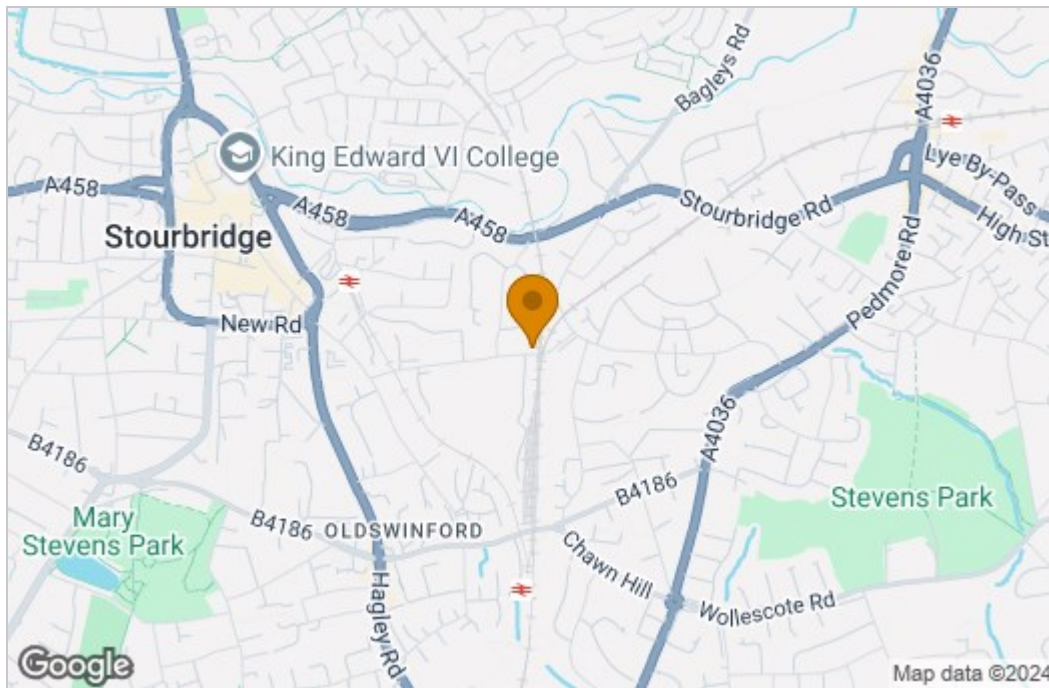 Bagleys Rd
A4036
King Edward VI College
Lye By-Pass
A458
A458
A458
Stourbridge Rd
High St
Stourbridge
Pedmore Rd
New Rd
A4036
B4186
B4186
Stevens Park
Mary
Stevens Park
B4186
OLDSWINFORD
Chawn Hill
Hagley Rd
Wollescote Rd
Google
Map data ©2024